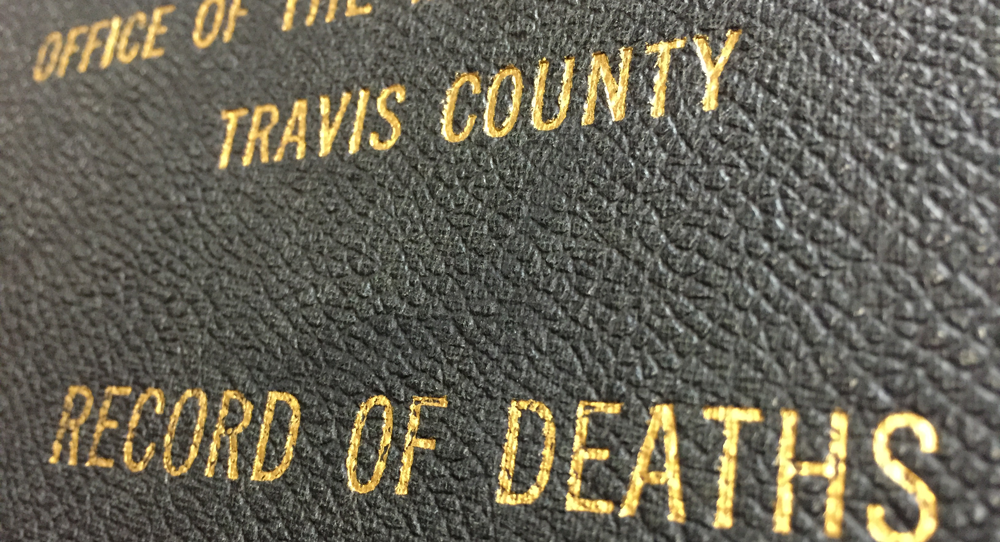 OFFICE OF THE
TRAVIS COUNTY
RECORD OF DEATHS